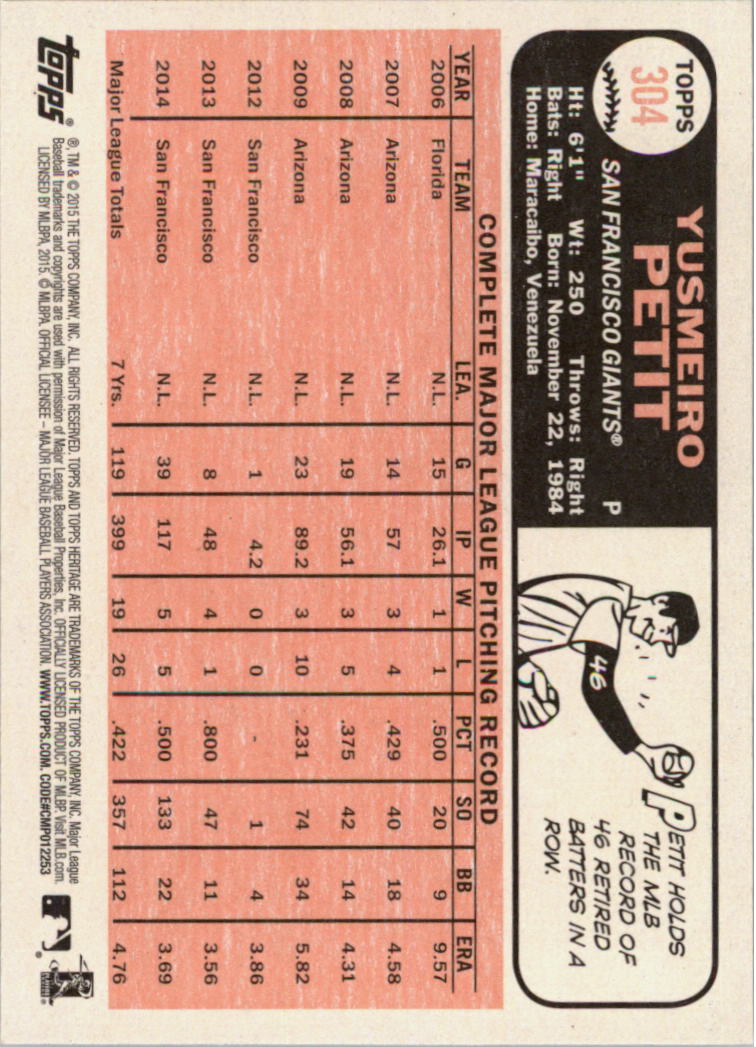 TOPPS
304
YUSMEIRO
PETIT
SAN FRANCISCO GIANTS® P
Ht: 6'1" Wt: 250 Throws: Right
Bats: Right Born: November 22, 1984
Home: Maracaibo, Venezuela
46
PETIT HOLDS
THE MLB
RECORD OF
46 RETIRED
BATTERS IN A
ROW.
COMPLETE MAJOR LEAGUE PITCHING RECORD
YEAR TEAM LEA. G IP W L PCT SO BB ERA
2006 Florida N.L. 15 26.1 1 1 .500 20 9 9.57
2007 Arizona N.L. 14 57 3 4 .429 40 18 4.58
2008 Arizona N.L. 19 56.1 3 5 .375 42 14 4.31
2009 Arizona N.L. 23 89.2 3 10 .231 74 34 5.82
2012 San Francisco N.L. 1 4.2 0 0 - 1 4 3.86
2013 San Francisco N.L. 8 48 4 1 .800 47 11 3.56
2014 San Francisco N.L. 39 117 5 5 .500 133 22 3.69
Major League Totals 7 Yrs. 119 399 19 26 .422 357 112 4.76
Topps®
®, TM & © 2015 THE TOPPS COMPANY, INC. ALL RIGHTS RESERVED. TOPPS AND TOPPS HERITAGE ARE TRADEMARKS OF THE TOPPS COMPANY, INC. Major League
Baseball trademarks and copyrights are used with permission of Major League Baseball Properties, Inc. OFFICIALLY LICENSED PRODUCT OF MLBP Visit MLB.com.
LICENSED BY MLBPA, 2015. © MLBPA. OFFICIAL LICENSEE – MAJOR LEAGUE BASEBALL PLAYERS ASSOCIATION. WWW.TOPPS.COM. CODE#CMP012253